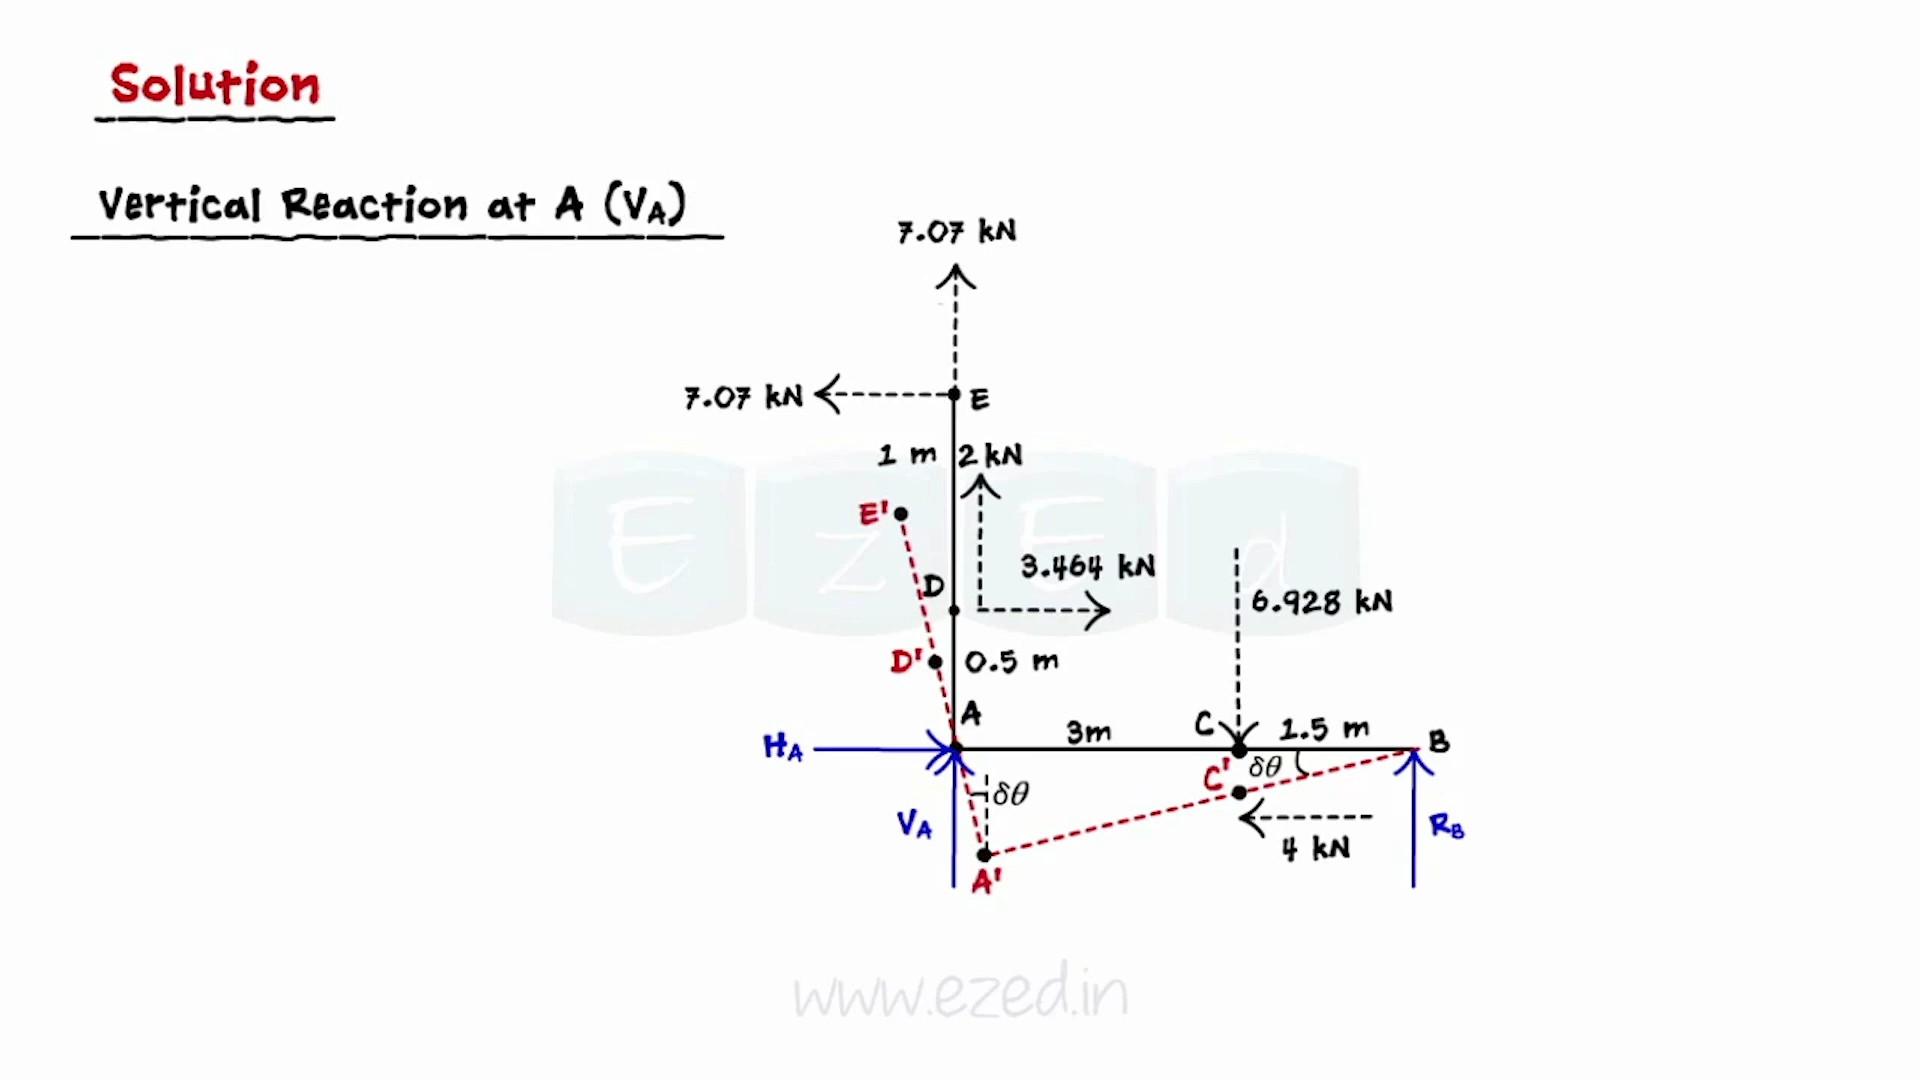 Solution
Vertical Reaction at A (VA)
7.07 kN
7.07 kN
E
1 m
2 kN
E'
3.464 kN
D
6.928 kN
D'
0.5 m
A
C
1.5 m
3m
B
HA
C'
δθ
δθ
VA
RB
4 kN
A'
E z E d
www.ezed.in